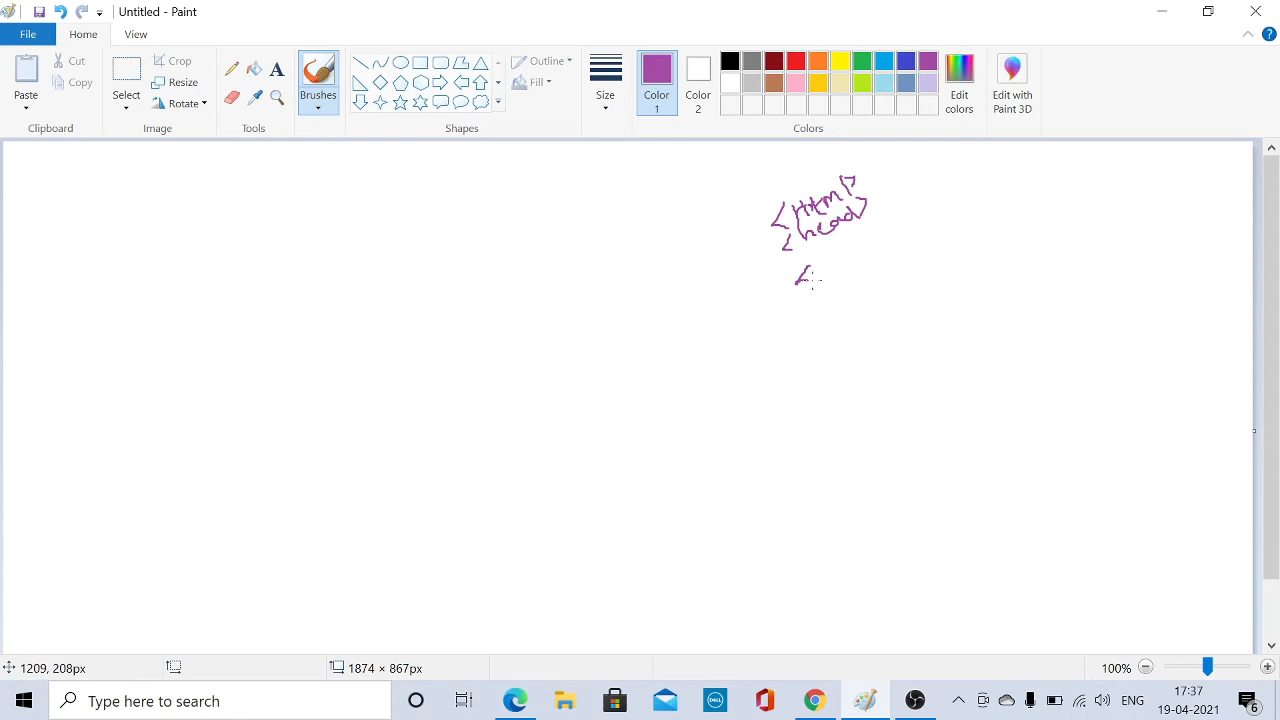 Untitled - Paint
File
Home
View
Paste
Cut
Copy
Clipboard
Select
Crop
Resize
Rotate
Image
A
Tools
Brushes
Outline
Fill
Shapes
Size
Color 1
Color 2
Edit colors
Colors
Edit with Paint 3D
<Html>
<head>
<
1209, 208px
1874 × 867px
100%
Type here to search
DELL
ENG
17:37
19-04-2021
6